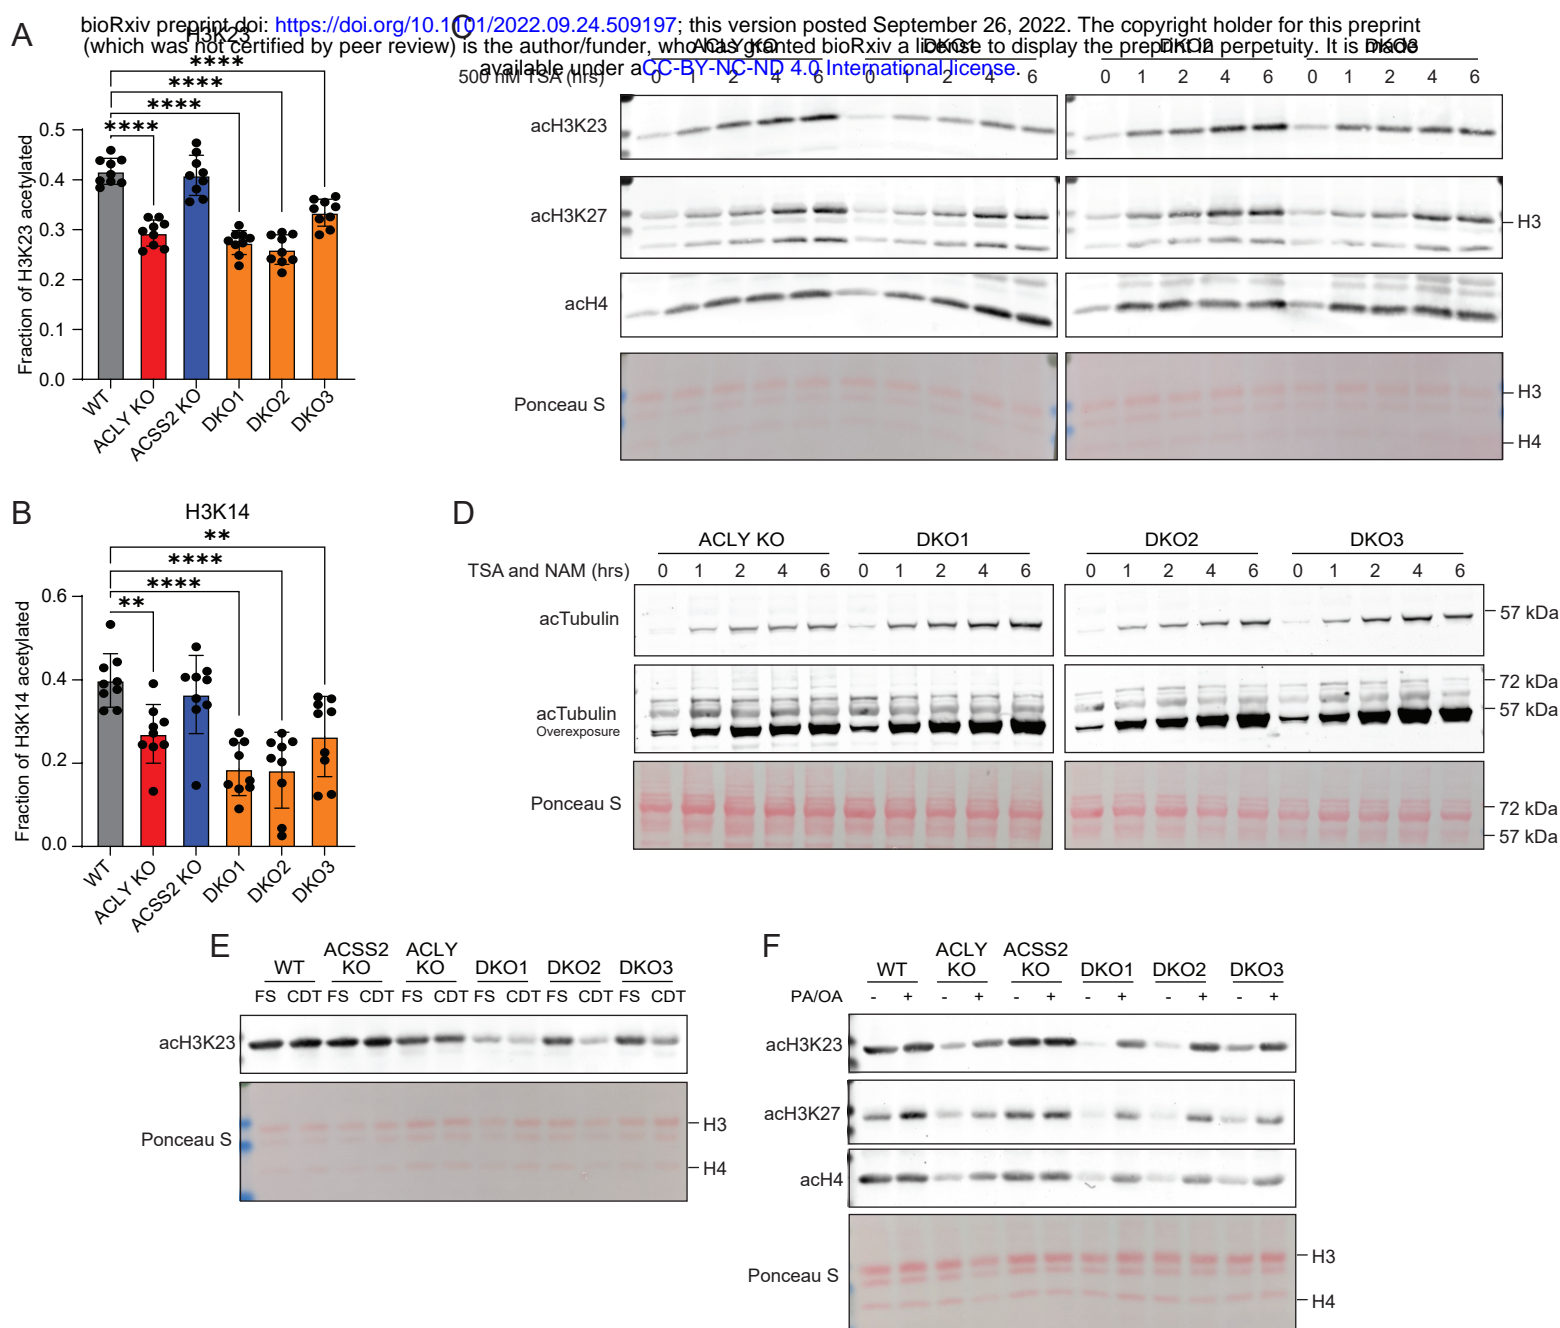 bioRxiv preprint doi: https://doi.org/10.1101/2022.09.24.509197; this version posted September 26, 2022. The copyright holder for this preprint
(which was not certified by peer review) is the author/funder, who has granted bioRxiv a license to display the preprint in perpetuity. It is made
available under aCC-BY-NC-ND 4.0 International license.
A
H3K23
****
****
****
****
Fraction of H3K23 acetylated
0.5
0.4
0.3
0.2
0.1
0.0
WT
ACLY KO
ACSS2 KO
DKO1
DKO2
DKO3
B
H3K14
**
****
****
**
Fraction of H3K14 acetylated
0.6
0.4
0.2
0.0
WT
ACLY KO
ACSS2 KO
DKO1
DKO2
DKO3
C
ACLY KO DKO1 DKO2 DKO3
500 nM TSA (hrs) 0 1 2 4 6 0 1 2 4 6 0 1 2 4 6 0 1 2 4 6
acH3K23
acH3K27
H3
acH4
Ponceau S
H3
H4
D
ACLY KO DKO1 DKO2 DKO3
TSA and NAM (hrs) 0 1 2 4 6 0 1 2 4 6 0 1 2 4 6 0 1 2 4 6
acTubulin
57 kDa
acTubulin
Overexposure
72 kDa
57 kDa
Ponceau S
72 kDa
57 kDa
E
WT ACSS2 KO ACLY KO DKO1 DKO2 DKO3
FS CDT FS CDT FS CDT FS CDT FS CDT FS CDT
acH3K23
Ponceau S
H3
H4
F
WT ACLY KO ACSS2 KO DKO1 DKO2 DKO3
PA/OA - + - + - + - + - + - +
acH3K23
acH3K27
acH4
Ponceau S
H3
H4